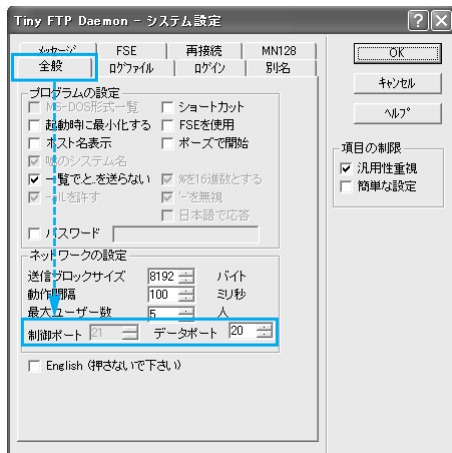 Tiny FTP Daemon - システム設定
メッセージ FSE 再接続 MN128
全般 ログファイル ログイン 別名
OK
キャンセル
ヘルプ
プログラムの設定
MS-DOS形式一覧 ショートカット
起動時に最小化する FSEを使用
ホスト名表示 ポーズで開始
嘘のシステム名
一覧でと..を送らない %を16進数とする
を許す '-'を無視
日本語で応答
パスワード
項目の制限
汎用性重視
簡単な設定
ネットワークの設定
送信ブロックサイズ 8192 バイト
動作間隔 100 ミリ秒
最大ユーザー数 5 人
制御ポート 21 データポート 20
English (押さないで下さい)